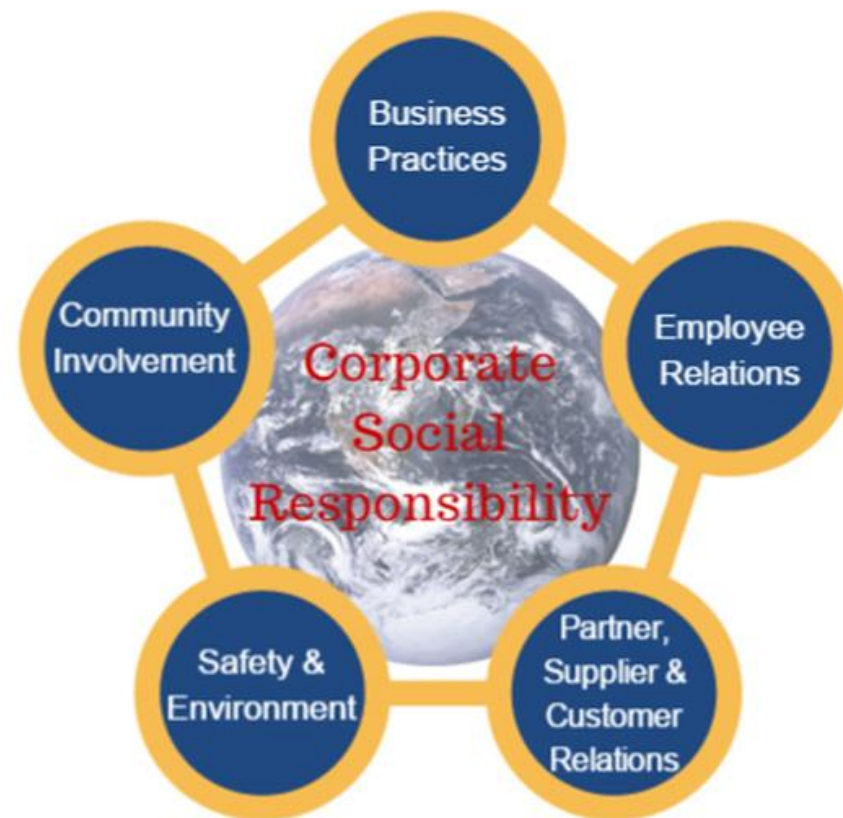 Business
Practices
Community
Involvement
Employee
Relations
Corporate
Social
Responsibility
Safety &
Environment
Partner,
Supplier &
Customer
Relations